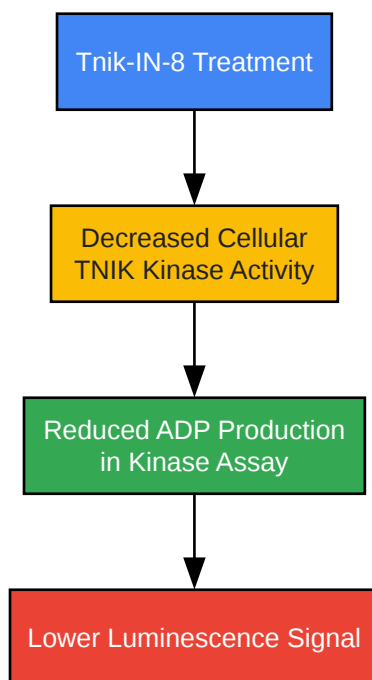 Tnik-IN-8 Treatment
Decreased Cellular
TNIK Kinase Activity
Reduced ADP Production
in Kinase Assay
Lower Luminescence Signal